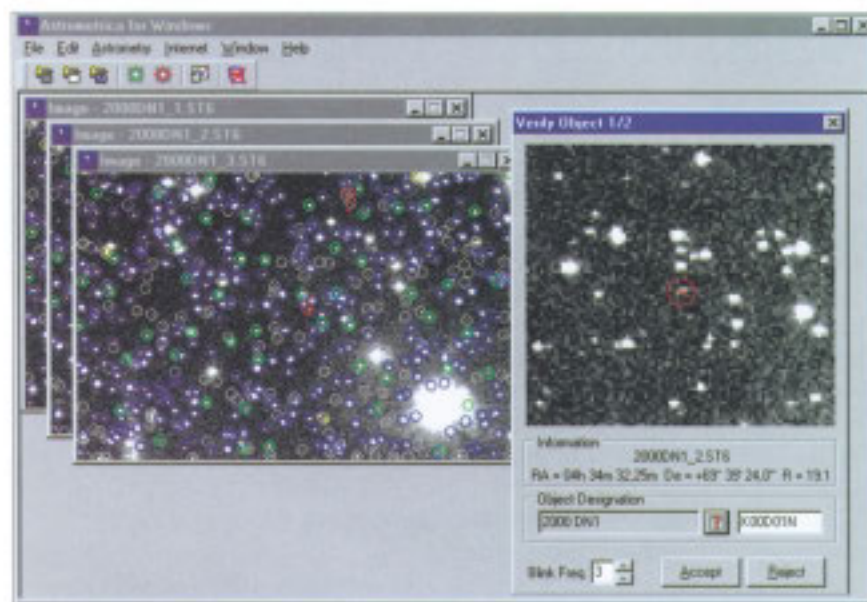 Astrometrica for Windows
File Edit Astrometry Internet Window Help
Image - 2000DN1_1.ST6
Image - 2000DN1_2.ST6
Image - 2000DN1_3.ST6
Verify Object 1/2
Information
2000DN1_2.ST6
RA = 04h 34m 32,25m De = +69° 39' 24,0" R = 19.1
Object Designation
2000 DN1
?
K00D01N
Blink Freq. 3
Accept
Reject